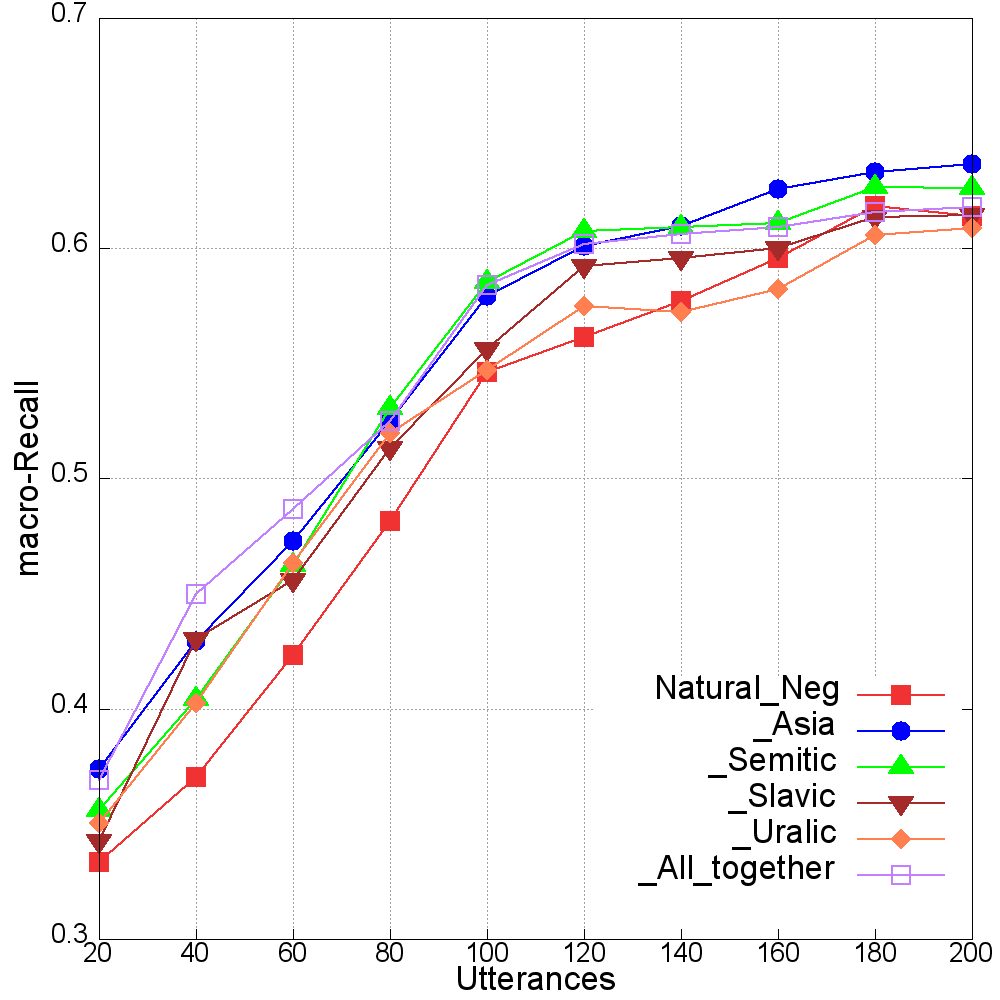 0.7
0.6
0.5
0.4
0.3
macro-Recall
Natural_Neg
_Asia
_Semitic
_Slavic
_Uralic
_All_together
20 40 60 80 100 120 140 160 180 200
Utterances